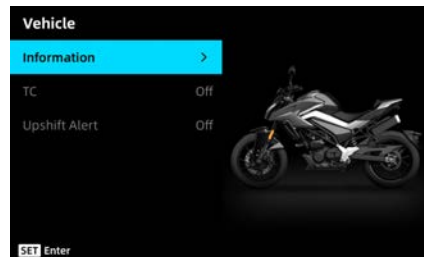 Vehicle
Information >
TC Off
Upshift Alert Off
SET Enter